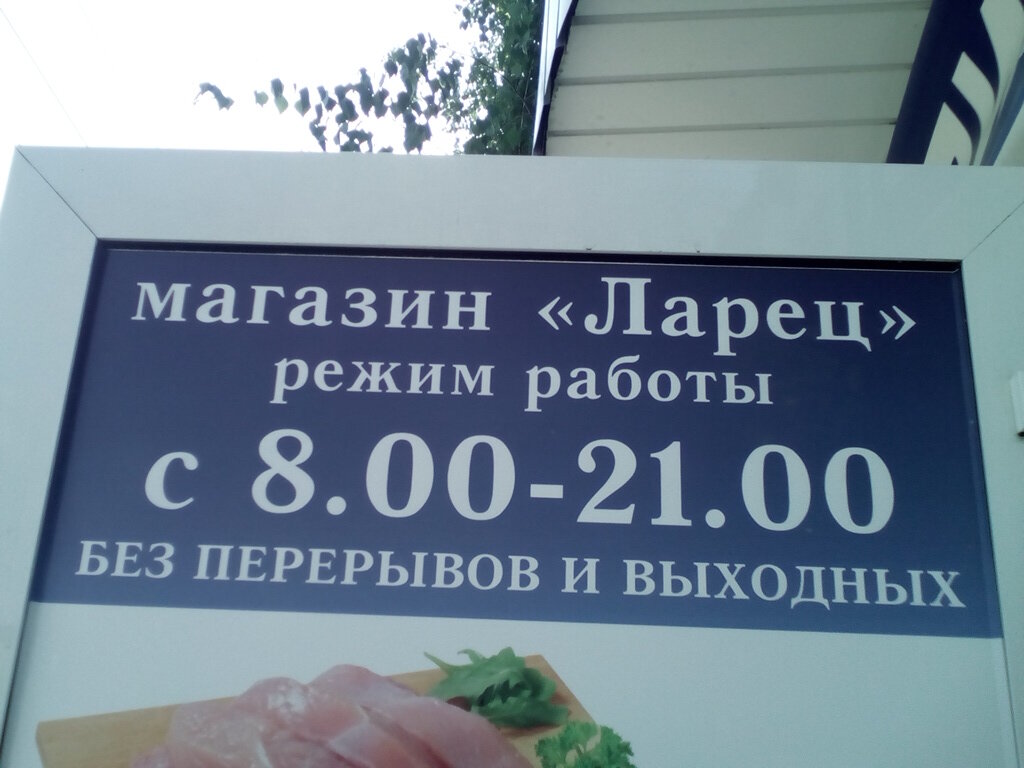 магазин «Ларец»
режим работы
с 8.00-21.00
БЕЗ ПЕРЕРЫВОВ И ВЫХОДНЫХ